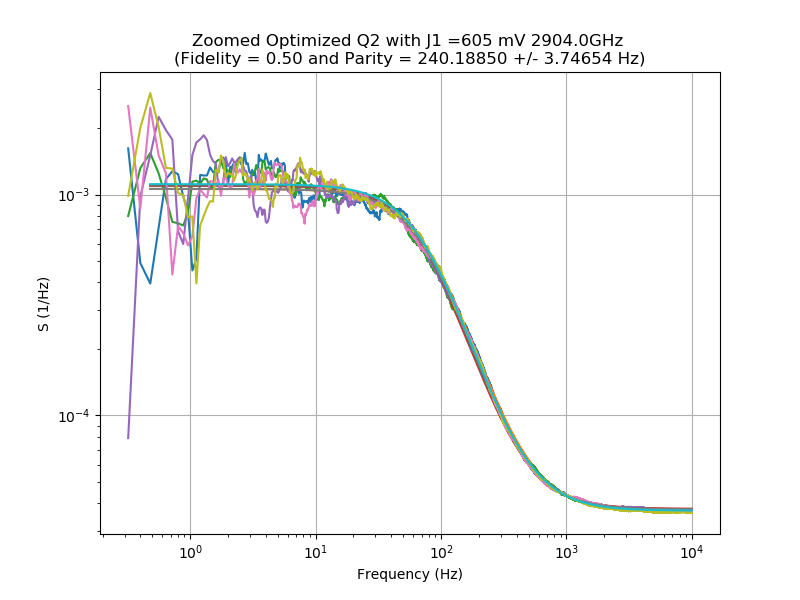 Zoomed Optimized Q2 with J1 =605 mV 2904.0GHz
(Fidelity = 0.50 and Parity = 240.18850 +/- 3.74654 Hz)
S (1/Hz)
10⁻³
10⁻⁴
10⁰ 10¹ 10² 10³ 10⁴
Frequency (Hz)